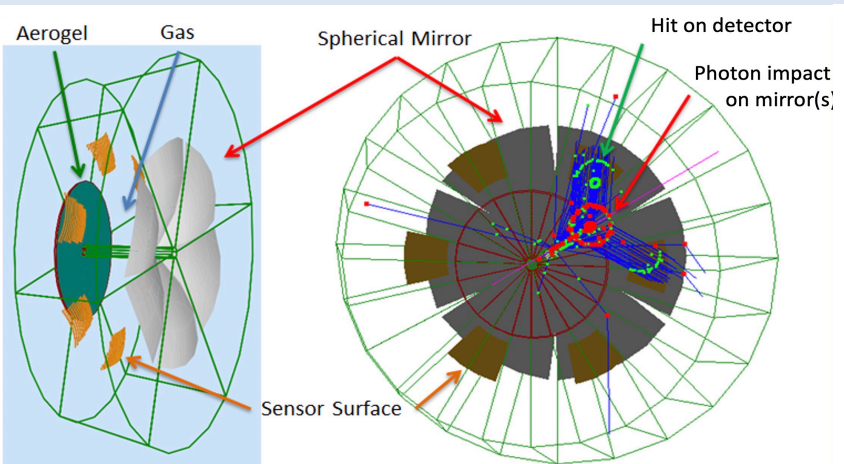 Aerogel
Gas
Spherical Mirror
Hit on detector
Photon impact
on mirror(s)
Sensor Surface